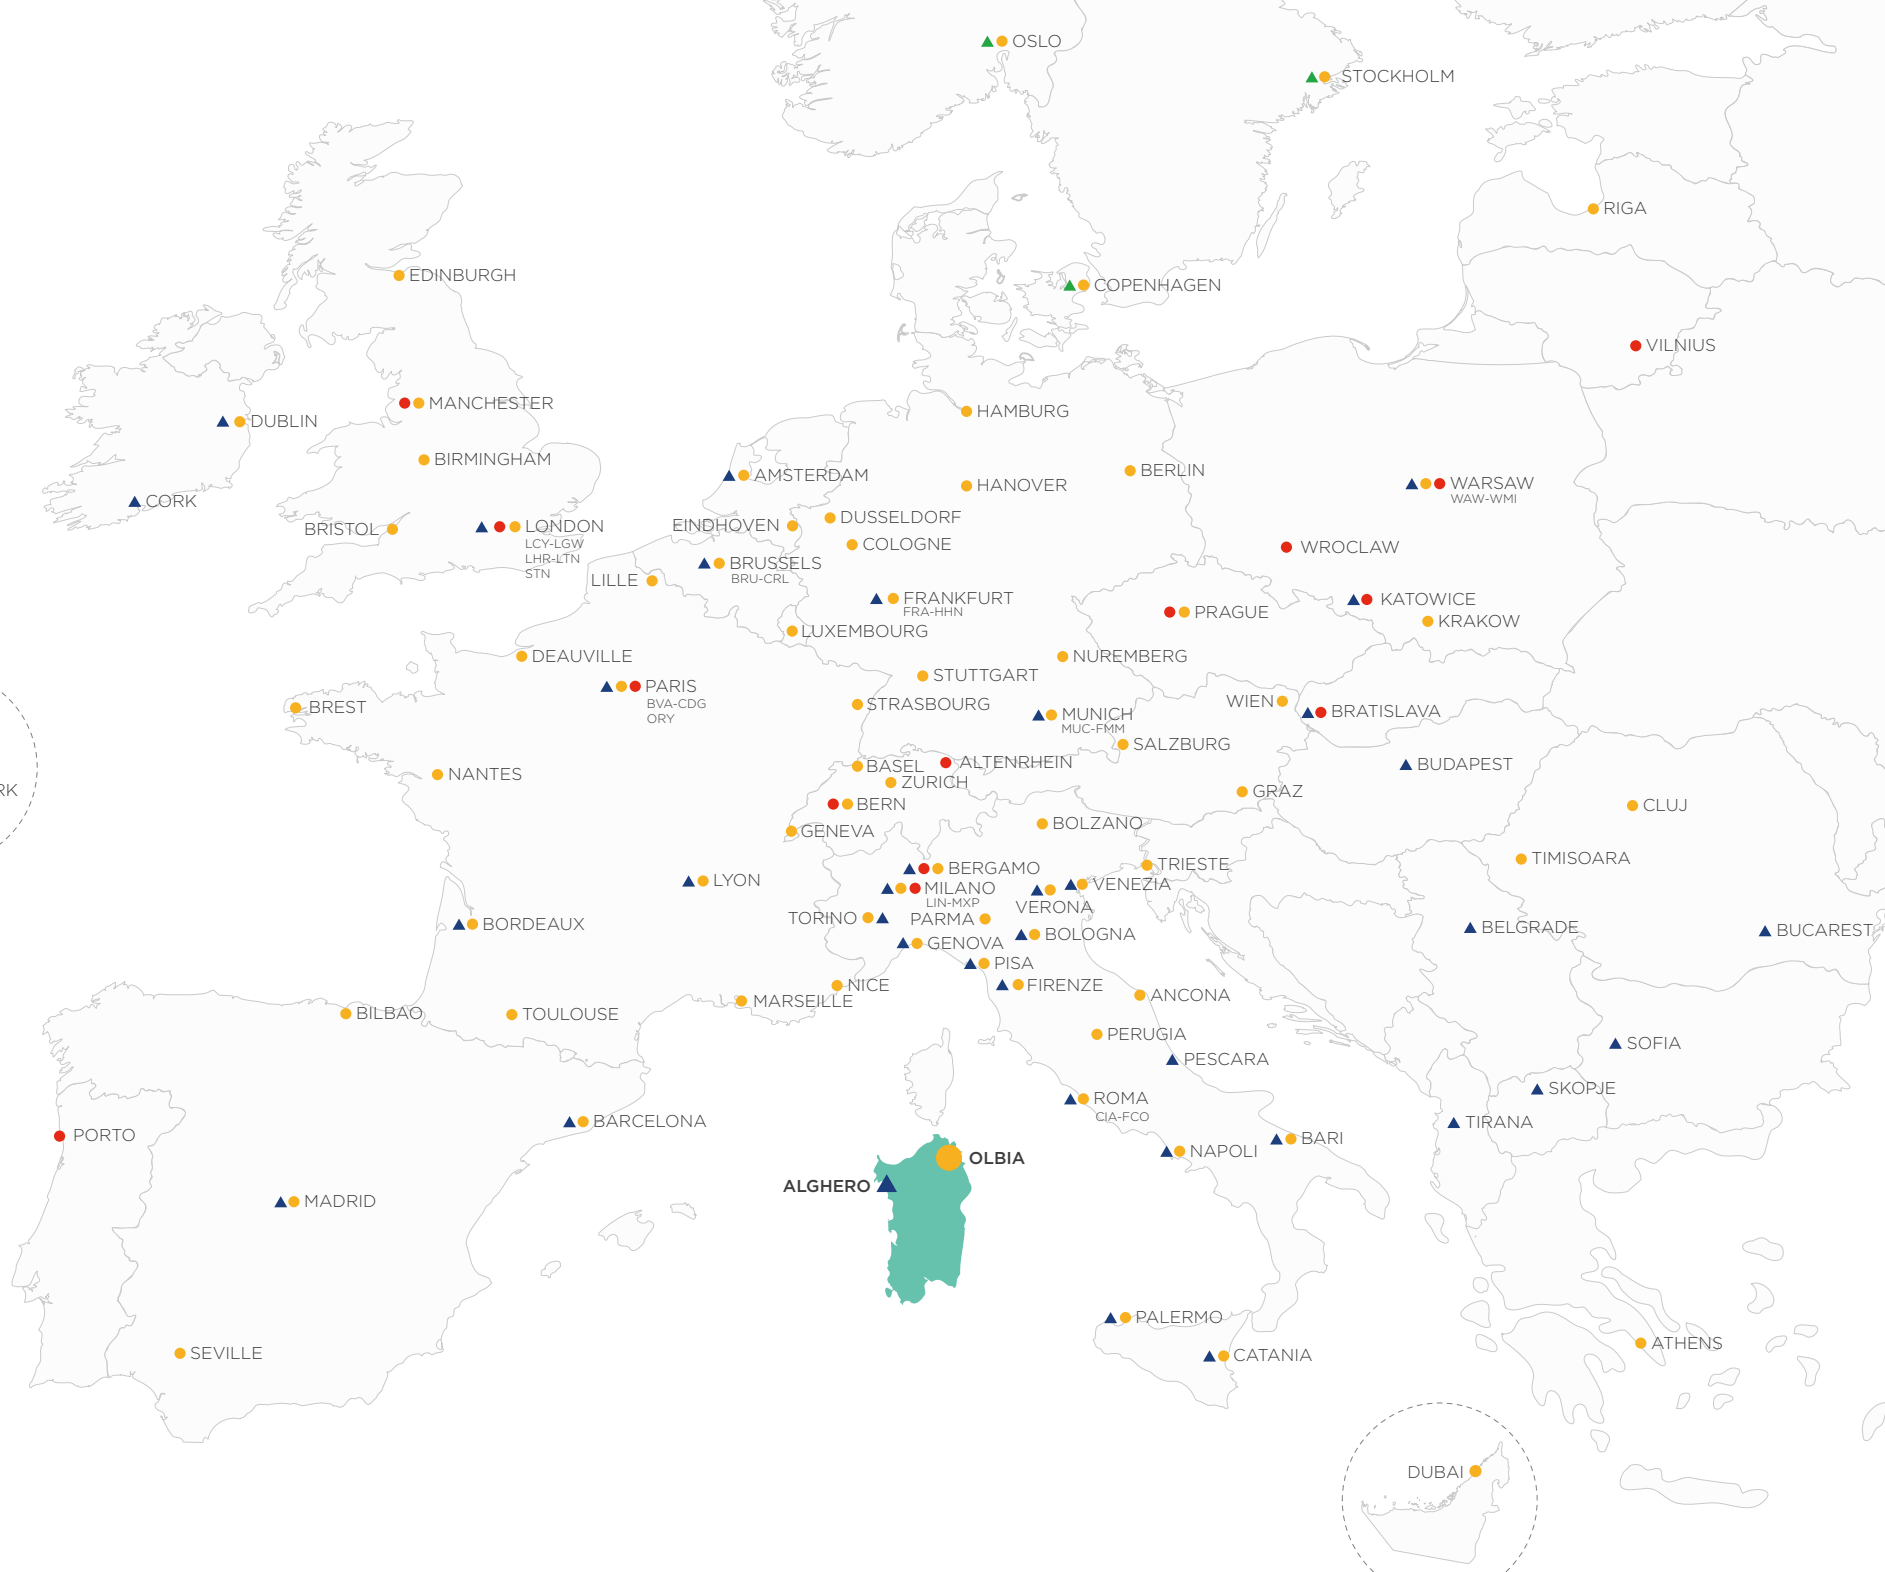 OSLO
STOCKHOLM
RIGA
EDINBURGH
COPENHAGEN
VILNIUS
MANCHESTER
HAMBURG
DUBLIN
BIRMINGHAM
BERLIN
AMSTERDAM
HANOVER
WARSAW
WAW-WMI
CORK
DUSSELDORF
EINDHOVEN
LONDON
LCY-LGW
LHR-LTN
STN
BRISTOL
COLOGNE
WROCLAW
BRUSSELS
BRU-CRL
LILLE
FRANKFURT
FRA-HHN
KATOWICE
PRAGUE
KRAKOW
LUXEMBOURG
DEAUVILLE
NUREMBERG
STUTTGART
PARIS
BVA-CDG
ORY
WIEN
STRASBOURG
BREST
BRATISLAVA
MUNICH
MUC-FMM
SALZBURG
ALTENRHEIN
BUDAPEST
BASEL
NANTES
ZURICH
RK
GRAZ
BERN
CLUJ
BOLZANO
GENEVA
TIMISOARA
TRIESTE
BERGAMO
LYON
VENEZIA
MILANO
LIN-MXP
VERONA
TORINO
PARMA
BORDEAUX
BELGRADE
BUCAREST
BOLOGNA
GENOVA
PISA
NICE
FIRENZE
ANCONA
MARSEILLE
BILBAO
TOULOUSE
PERUGIA
SOFIA
PESCARA
SKOPJE
ROMA
CIA-FCO
BARCELONA
TIRANA
PORTO
BARI
NAPOLI
OLBIA
ALGHERO
MADRID
PALERMO
ATHENS
SEVILLE
CATANIA
DUBAI